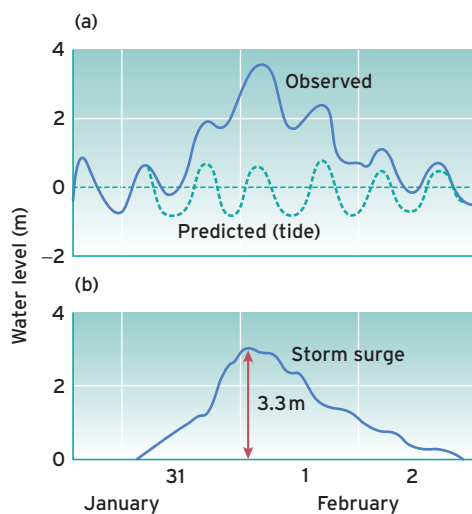 (a)
4
Observed
2
0
Predicted (tide)
−2
Water level (m)
(b)
4
Storm surge
2
3.3 m
0
31 1 2
January February